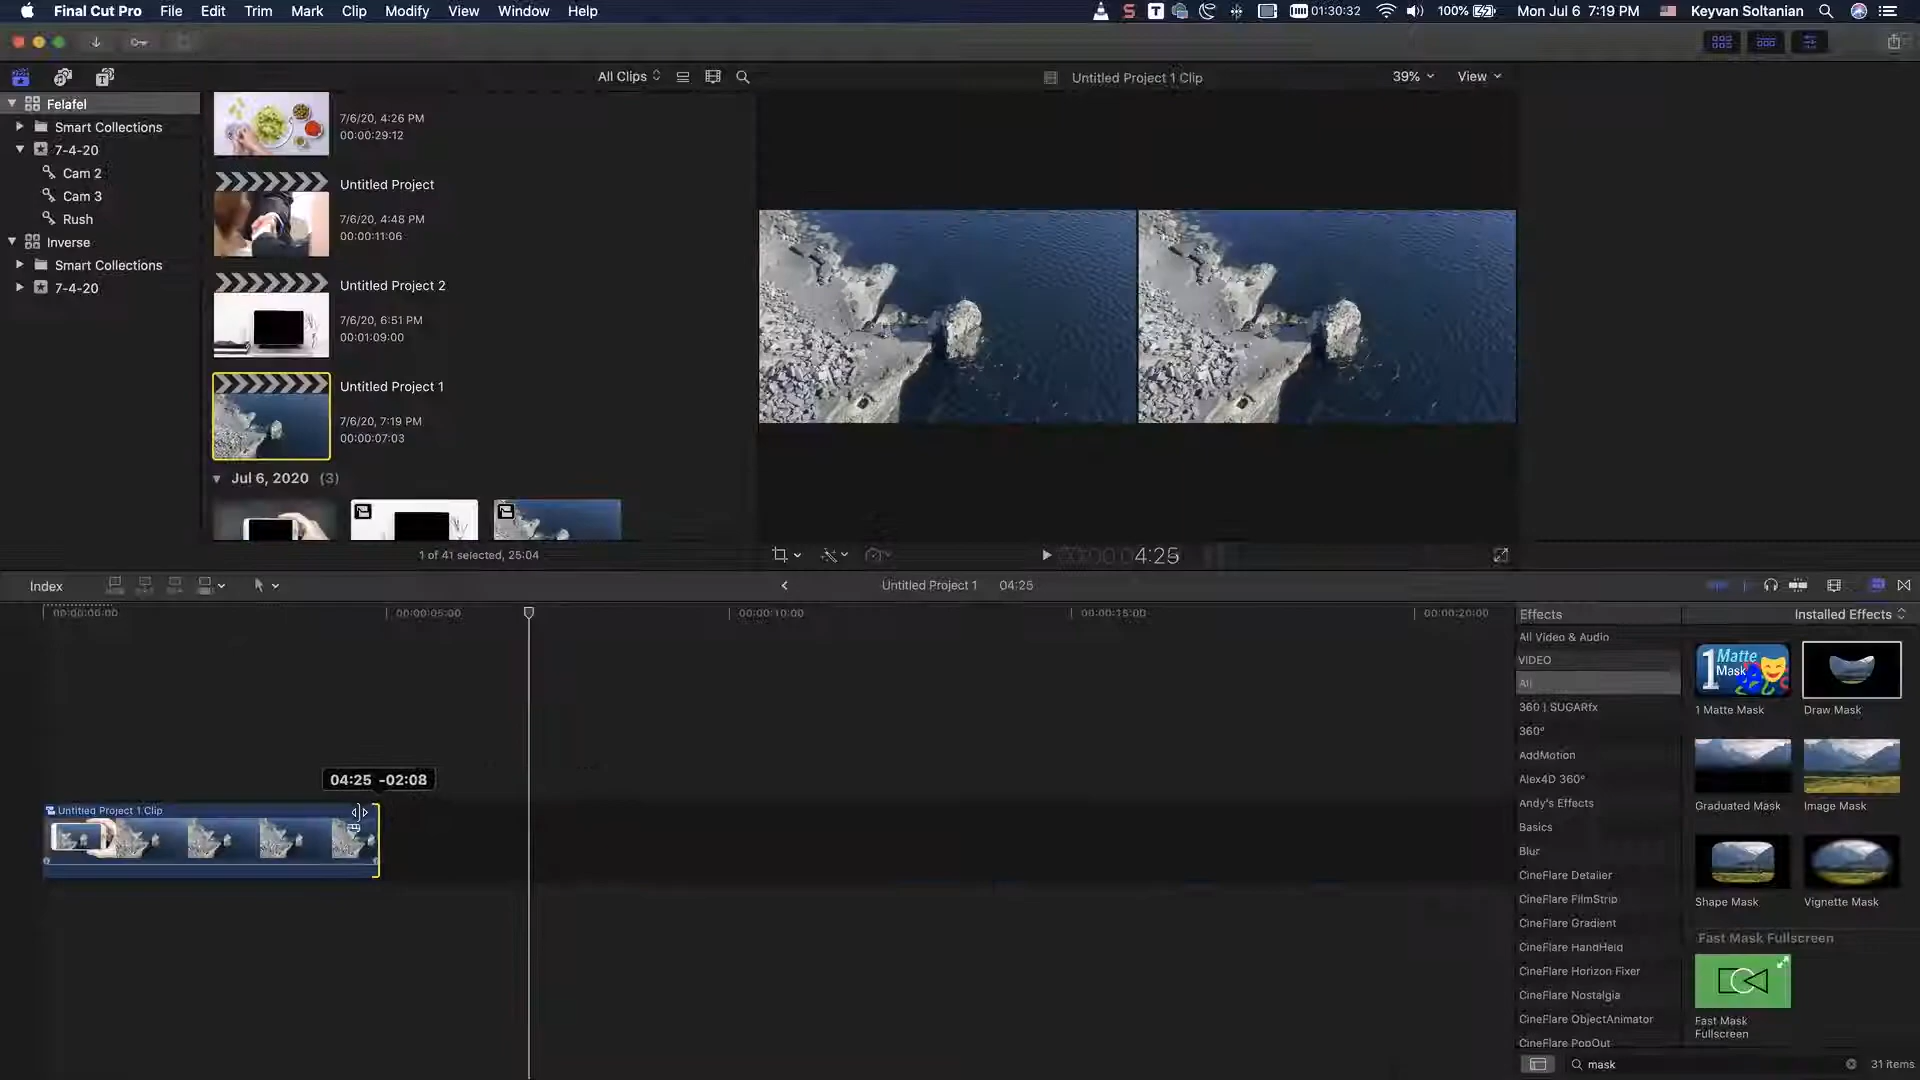 Final Cut Pro File Edit Trim Mark Clip Modify View Window Help
01:30:32 100% Mon Jul 6 7:19 PM Keyvan Soltanian
All Clips
Untitled Project 1 Clip
39% View
Felafel
Smart Collections
7-4-20
Cam 2
Cam 3
Rush
Inverse
Smart Collections
7-4-20
7/6/20, 4:26 PM
00:00:29:12
Untitled Project
7/6/20, 4:48 PM
00:00:11:06
Untitled Project 2
7/6/20, 6:51 PM
00:01:09:00
Untitled Project 1
7/6/20, 7:19 PM
00:00:07:03
Jul 6, 2020 (3)
1 of 41 selected, 25:04
4:25
Index
Untitled Project 1 04:25
00:00:00:00 00:00:05:00 00:00:10:00 00:00:15:00 00:00:20:00
04:25 -02:08
Untitled Project 1 Clip
Effects
Installed Effects
All Video & Audio
VIDEO
All
360 | SUGARfx
360°
AddMotion
Alex4D 360°
Andy's Effects
Basics
Blur
CineFlare Detailer
CineFlare FilmStrip
CineFlare Gradient
CineFlare HandHeld
CineFlare Horizon Fixer
CineFlare Nostalgia
CineFlare ObjectAnimator
CineFlare PopOut
1 Matte Mask
1 Matte Mask
Draw Mask
Graduated Mask
Image Mask
Shape Mask
Vignette Mask
Fast Mask Fullscreen
Fast Mask
Fullscreen
mask
31 items